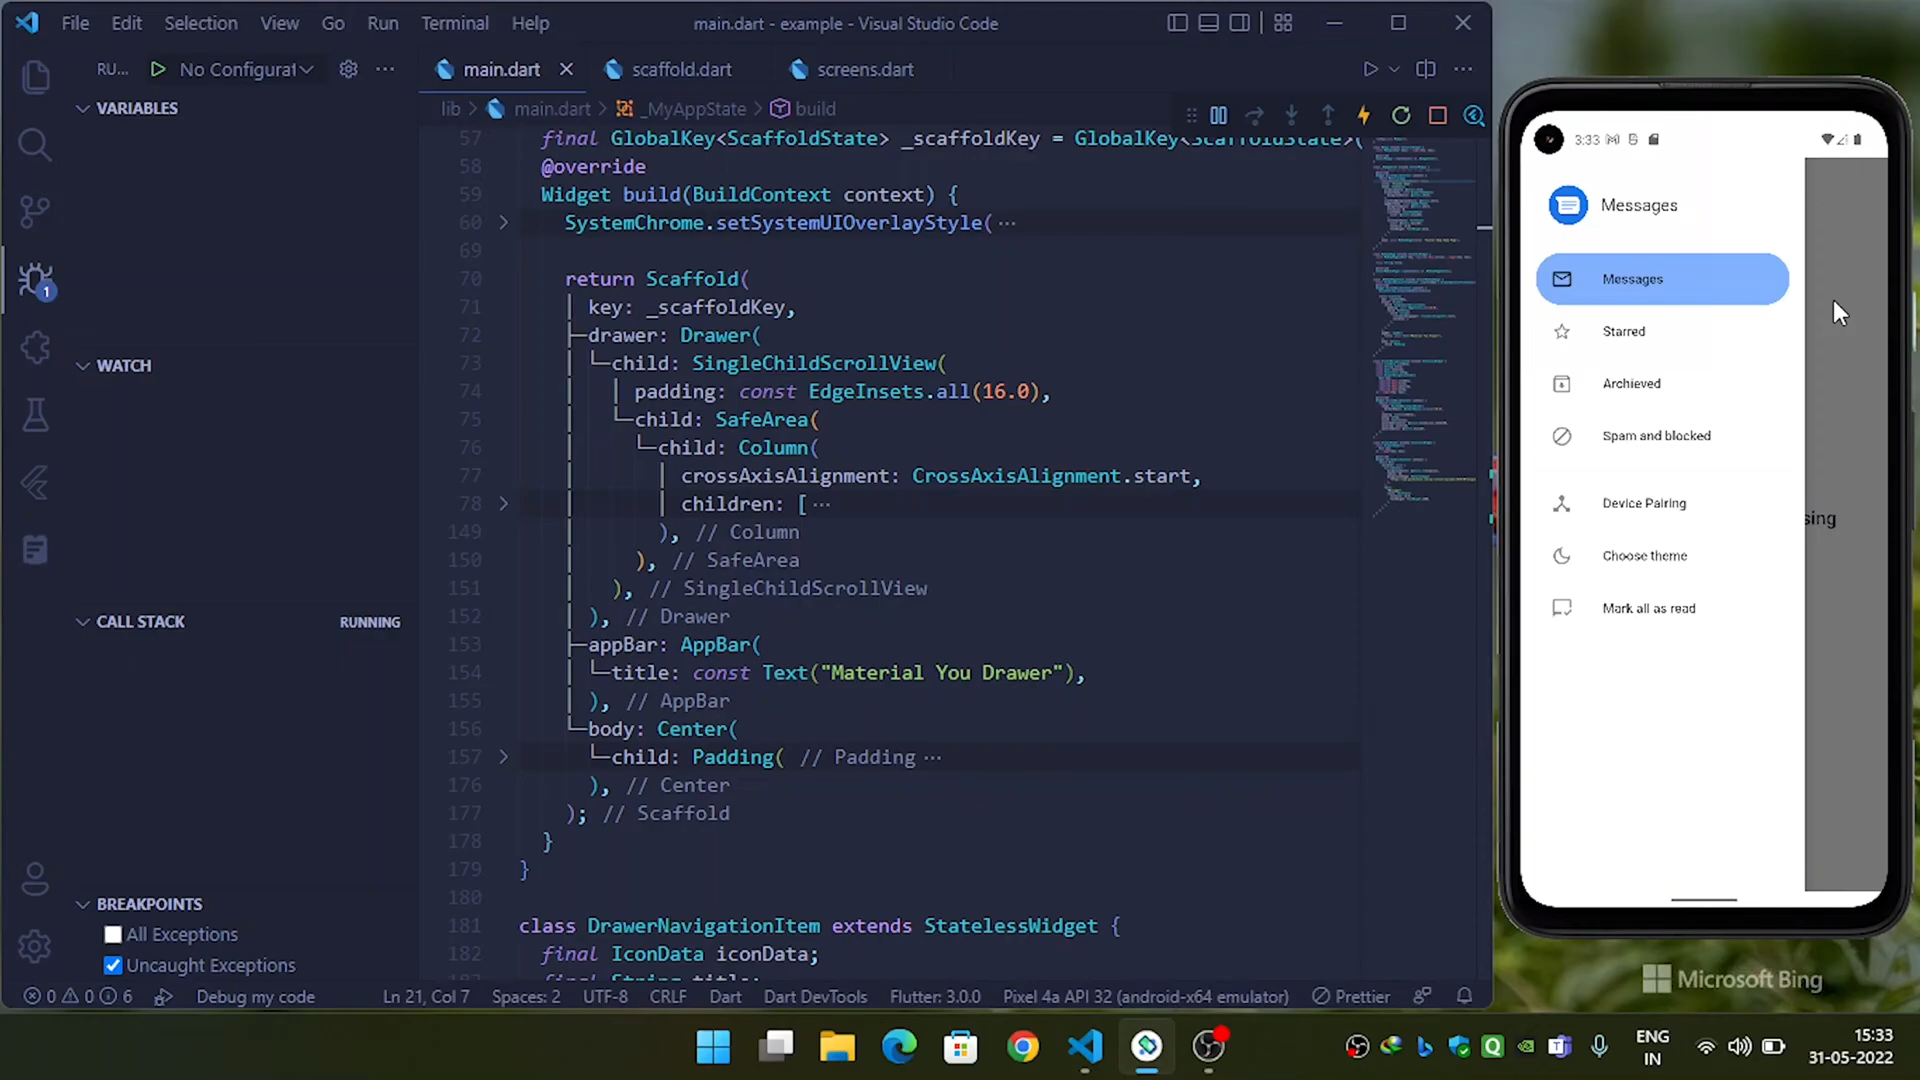 File Edit Selection View Go Run Terminal Help
main.dart - example - Visual Studio Code
RU... No Configurat
main.dart
scaffold.dart
screens.dart
lib > main.dart > _MyAppState > build
VARIABLES
WATCH
CALL STACK RUNNING
BREAKPOINTS
All Exceptions
Uncaught Exceptions
1
57 final GlobalKey<ScaffoldState> _scaffoldKey = GlobalKey<ScaffoldState>(
58 @override
59 Widget build(BuildContext context) {
60 SystemChrome.setSystemUIOverlayStyle( ...
69
70 return Scaffold(
71 key: _scaffoldKey,
72 drawer: Drawer(
73 child: SingleChildScrollView(
74 padding: const EdgeInsets.all(16.0),
75 child: SafeArea(
76 child: Column(
77 crossAxisAlignment: CrossAxisAlignment.start,
78 children: [ ...
149 ), // Column
150 ), // SafeArea
151 ), // SingleChildScrollView
152 ), // Drawer
153 appBar: AppBar(
154 title: const Text("Material You Drawer"),
155 ), // AppBar
156 body: Center(
157 child: Padding( // Padding ...
176 ), // Center
177 ); // Scaffold
178 }
179 }
180
181 class DrawerNavigationItem extends StatelessWidget {
182 final IconData iconData;
183 final String title;
0 0 6 Debug my code Ln 21, Col 7 Spaces: 2 UTF-8 CRLF Dart Dart DevTools Flutter: 3.0.0 Pixel 4a API 32 (android-x64 emulator) Prettier
3:33
Messages
Messages
Starred
Archieved
Spam and blocked
Device Pairing
Choose theme
Mark all as read
sing
Microsoft Bing
ENG
IN
15:33
31-05-2022